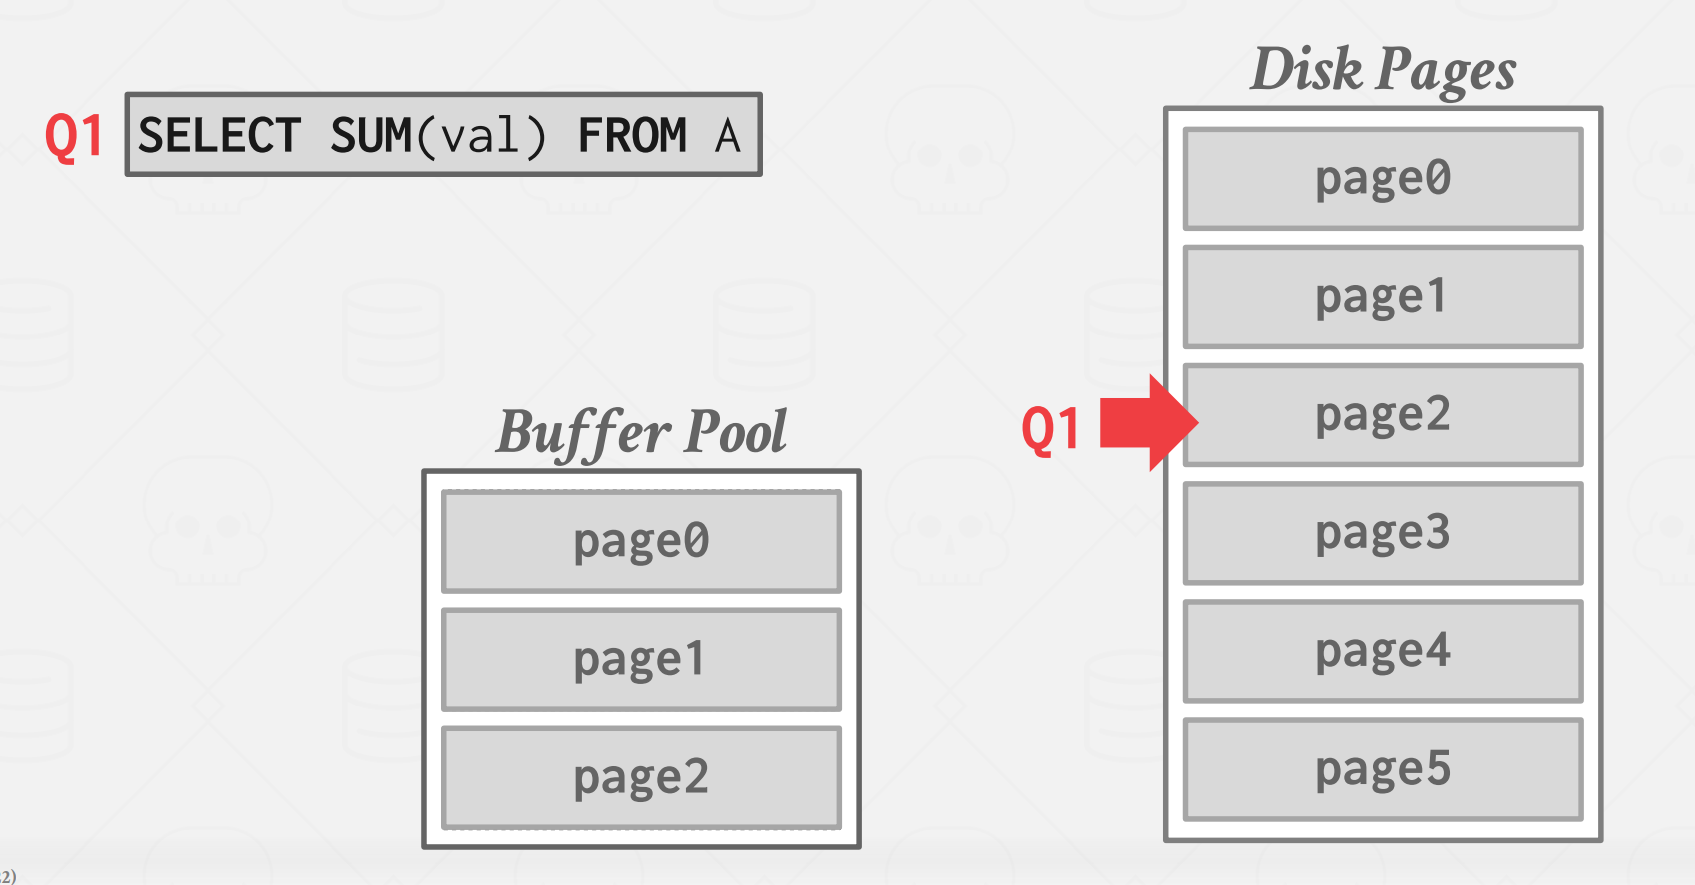 Disk Pages
Q1 SELECT SUM(val) FROM A
page0
page1
Q1 page2
page3
page4
page5
Buffer Pool
page0
page1
page2
2)